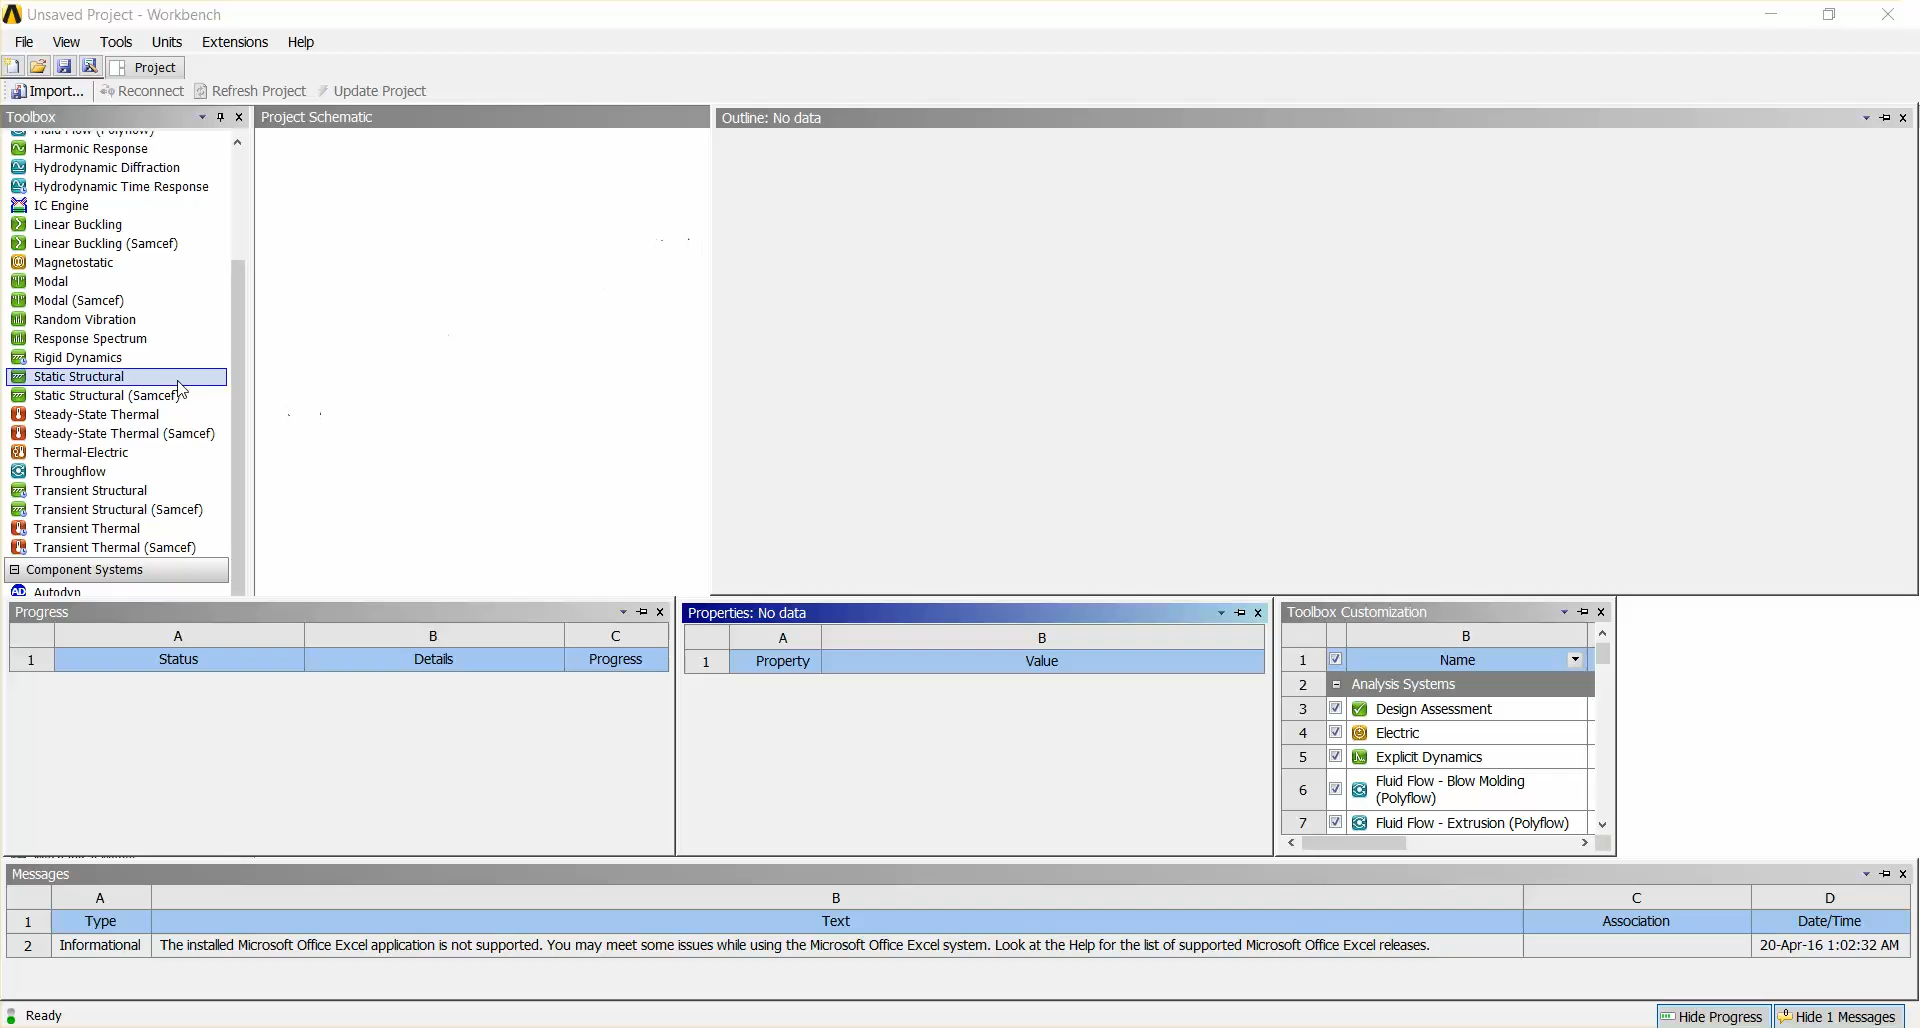 Unsaved Project - Workbench
File View Tools Units Extensions Help
Project
Import... Reconnect Refresh Project Update Project
Toolbox
Fluid Flow (Polyflow)
Harmonic Response
Hydrodynamic Diffraction
Hydrodynamic Time Response
IC Engine
Linear Buckling
Linear Buckling (Samcef)
Magnetostatic
Modal
Modal (Samcef)
Random Vibration
Response Spectrum
Rigid Dynamics
Static Structural
Static Structural (Samcef)
Steady-State Thermal
Steady-State Thermal (Samcef)
Thermal-Electric
Throughflow
Transient Structural
Transient Structural (Samcef)
Transient Thermal
Transient Thermal (Samcef)
Component Systems
Autodyn
Project Schematic
Outline: No data
Progress
A B C
1 Status Details Progress
Properties: No data
A B
1 Property Value
Toolbox Customization
B
1 Name
2 Analysis Systems
3 Design Assessment
4 Electric
5 Explicit Dynamics
6 Fluid Flow - Blow Molding
(Polyflow)
7 Fluid Flow - Extrusion (Polyflow)
Messages
A B C D
1 Type Text Association Date/Time
2 Informational The installed Microsoft Office Excel application is not supported. You may meet some issues while using the Microsoft Office Excel system. Look at the Help for the list of supported Microsoft Office Excel releases. 20-Apr-16 1:02:32 AM
Ready
Hide Progress Hide 1 Messages